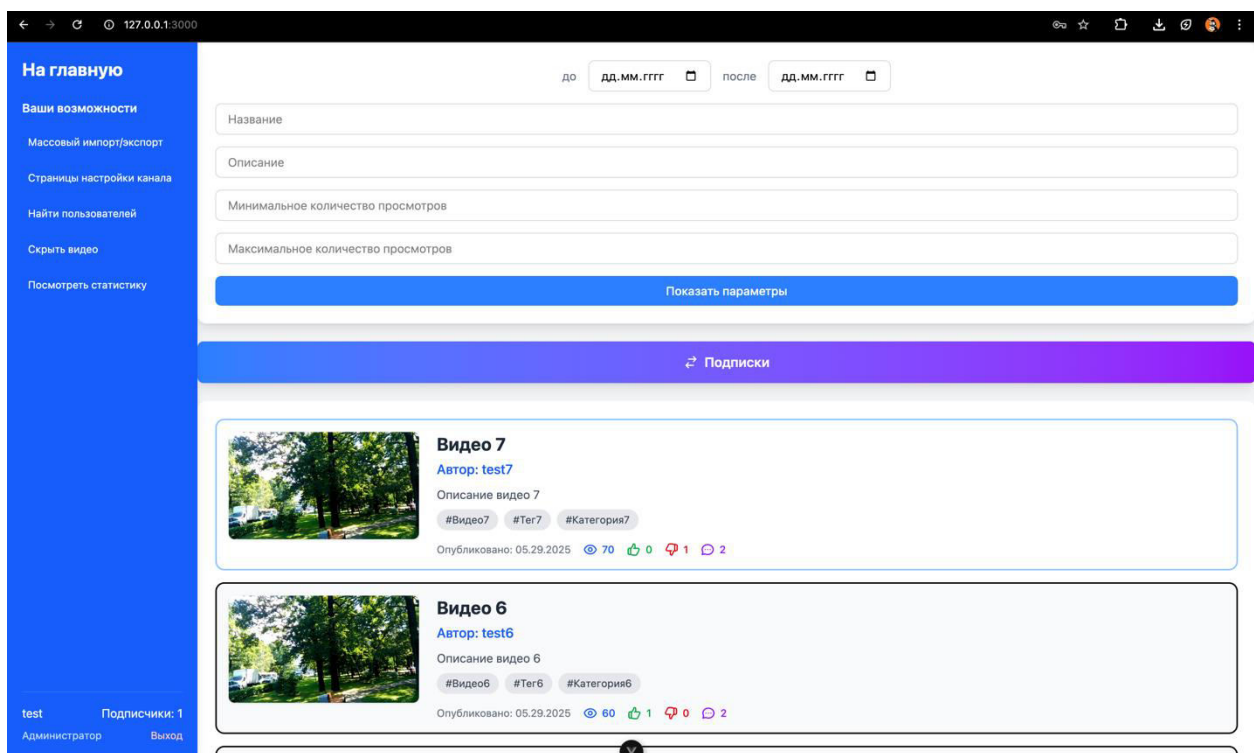 127.0.0.1:3000
На главную
Ваши возможности
Массовый импорт/экспорт
Страницы настройки канала
Найти пользователей
Скрыть видео
Посмотреть статистику
test Подписчики: 1
Администратор Выход
до дд.мм.гггг после дд.мм.гггг
Название
Описание
Минимальное количество просмотров
Максимальное количество просмотров
Показать параметры
Подписки
Видео 7
Автор: test7
Описание видео 7
#Видео7 #Тег7 #Категория7
Опубликовано: 05.29.2025 70 0 1 2
Видео 6
Автор: test6
Описание видео 6
#Видео6 #Тег6 #Категория6
Опубликовано: 05.29.2025 60 1 0 2